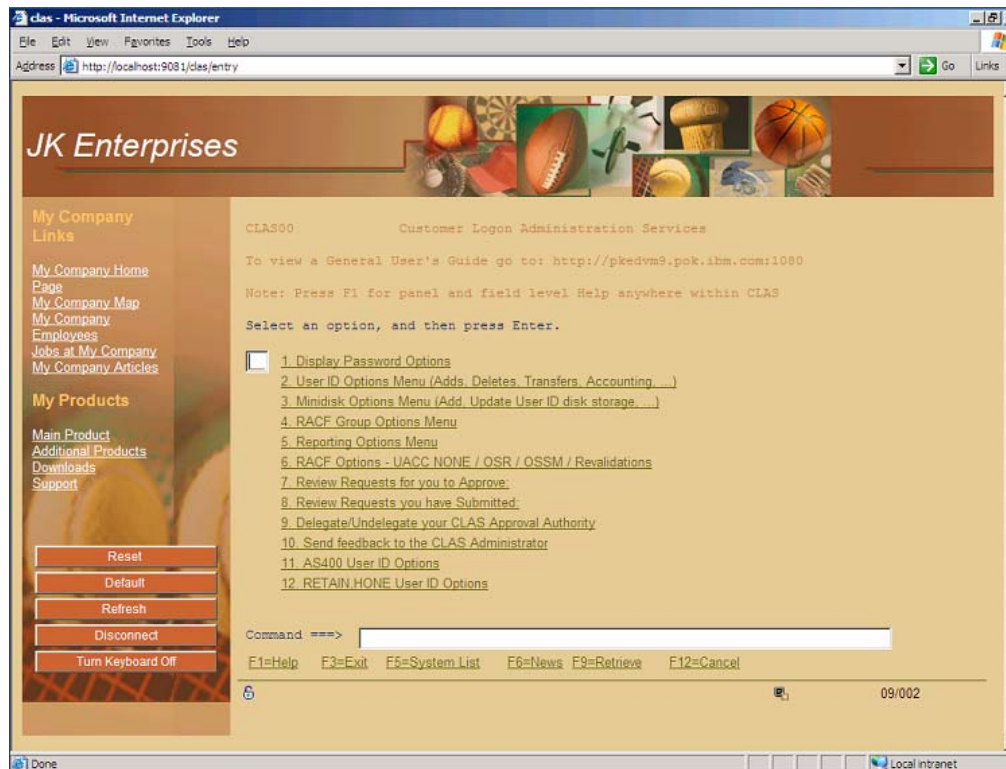 clas - Microsoft Internet Explorer
File Edit View Favorites Tools Help
Address http://localhost:9081/clas/entry Go Links
JK Enterprises
My Company
Links
My Company Home
Page
My Company Map
My Company
Employees
Jobs at My Company
My Company Articles
My Products
Main Product
Additional Products
Downloads
Support
Reset
Default
Refresh
Disconnect
Turn Keyboard Off
CLAS00 Customer Logon Administration Services
To view a General User's Guide go to: http://pkedvm9.pok.ibm.com:1080
Note: Press F1 for panel and field level Help anywhere within CLAS
Select an option, and then press Enter.
1. Display Password Options
2. User ID Options Menu (Adds, Deletes, Transfers, Accounting, ...)
3. Minidisk Options Menu (Add, Update User ID disk storage, ...)
4. RACF Group Options Menu
5. Reporting Options Menu
6. RACF Options - UACC NONE / OSR / OSSM / Revalidations
7. Review Requests for you to Approve:
8. Review Requests you have Submitted:
9. Delegate/Undelegate your CLAS Approval Authority
10. Send feedback to the CLAS Administrator
11. AS400 User ID Options
12. RETAIN,HONE User ID Options
Command ===>
F1=Help F3=Exit F5=System List F6=News F9=Retrieve F12=Cancel
09/002
Done Local intranet